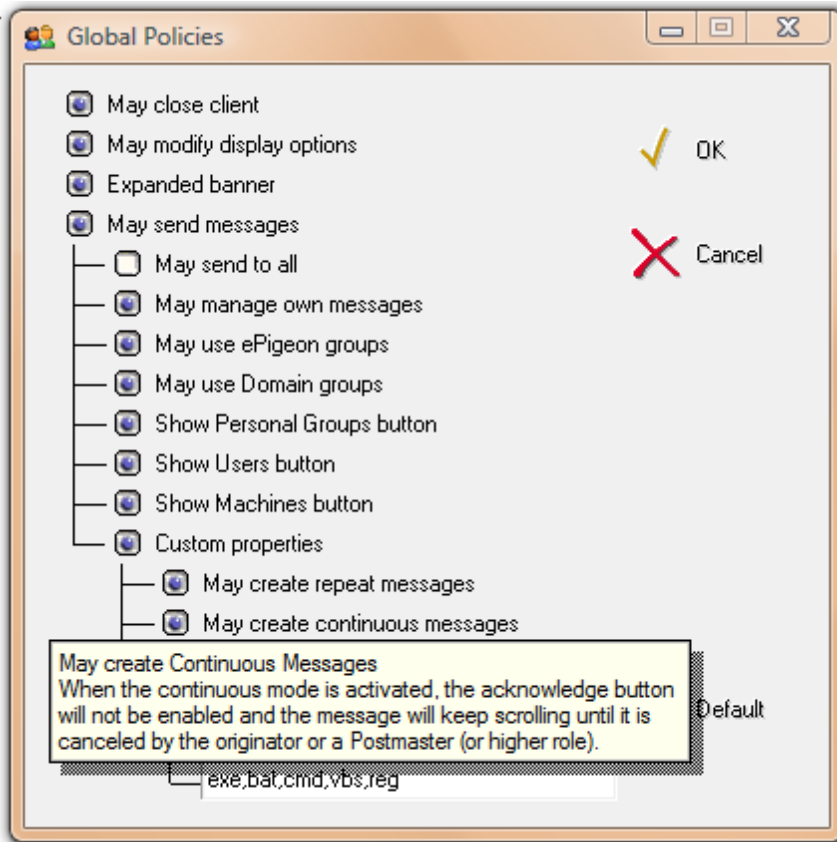 Global Policies
May close client
May modify display options
OK
Expanded banner
May send messages
Cancel
May send to all
May manage own messages
May use ePigeon groups
May use Domain groups
Show Personal Groups button
Show Users button
Show Machines button
Custom properties
May create repeat messages
May create continuous messages
May create Continuous Messages
When the continuous mode is activated, the acknowledge button
will not be enabled and the message will keep scrolling until it is
canceled by the originator or a Postmaster (or higher role).
Default
exe,bat,cmd,vbs,reg